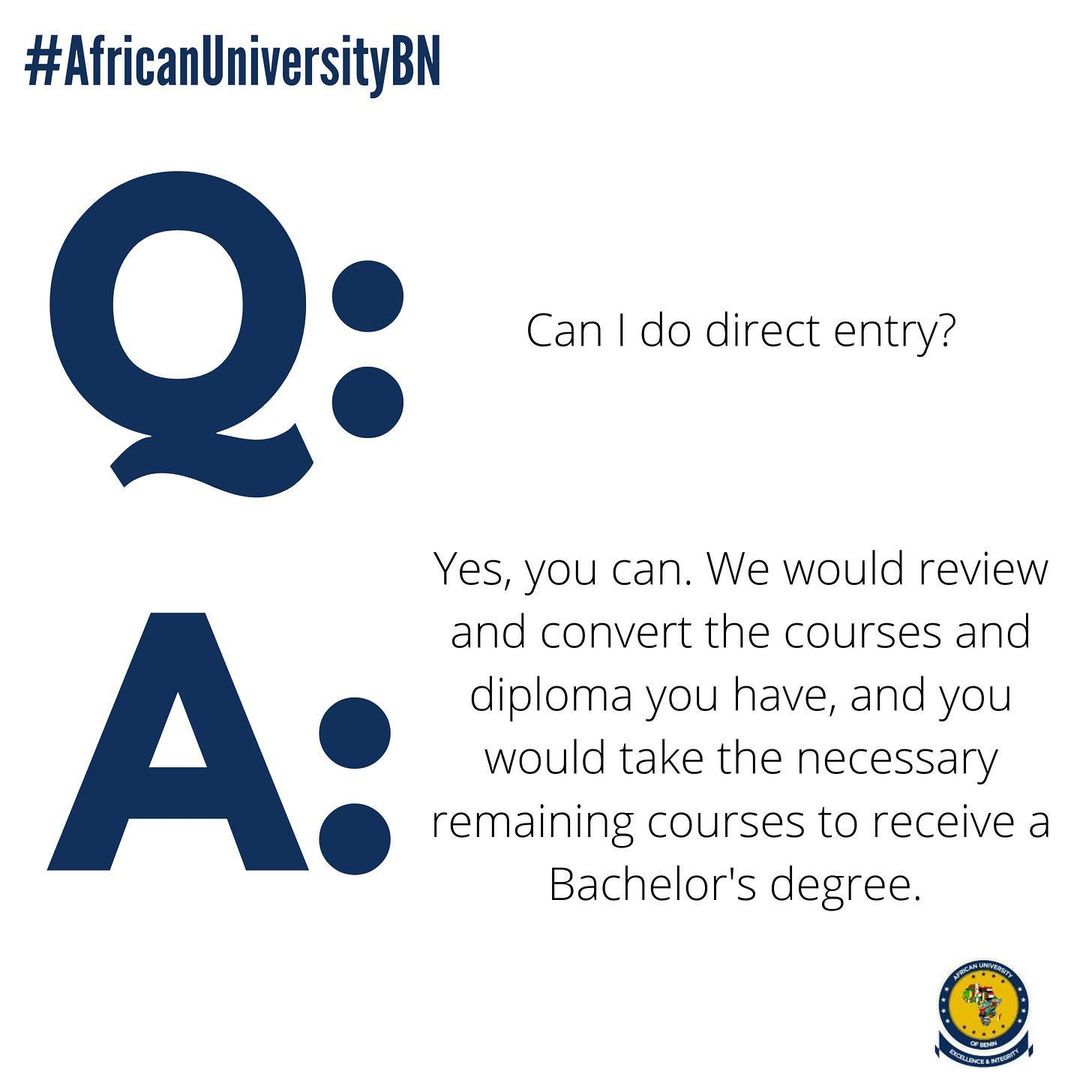 #AfricanUniversityBN
Q:
Can I do direct entry?
A:
Yes, you can. We would review
and convert the courses and
diploma you have, and you
would take the necessary
remaining courses to receive a
Bachelor's degree.
AFRICAN UNIVERSITY
OF BENIN
EXCELLENCE & INTEGRITY